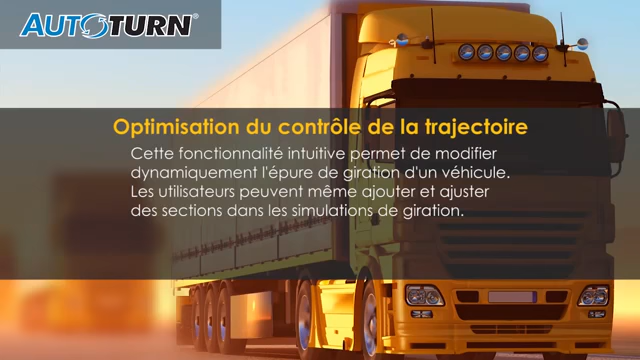 AUTOTURN®
Optimisation du contrôle de la trajectoire
Cette fonctionnalité intuitive permet de modifier
dynamiquement l'épure de giration d'un véhicule.
Les utilisateurs peuvent même ajouter et ajuster
des sections dans les simulations de giration.